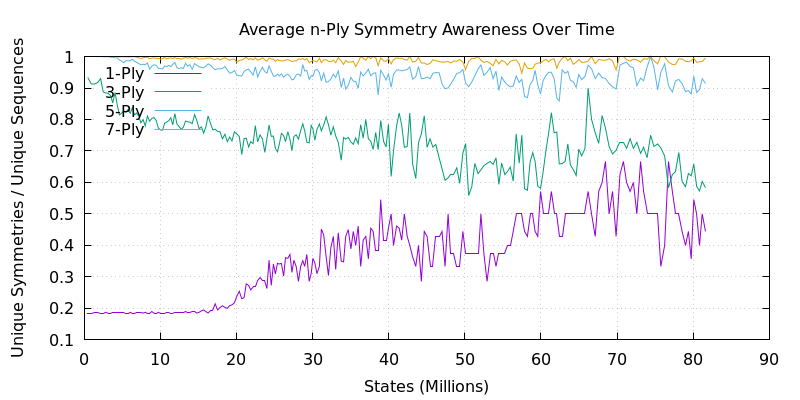 Average n-Ply Symmetry Awareness Over Time
Unique Symmetries / Unique Sequences
1
0.9
0.8
0.7
0.6
0.5
0.4
0.3
0.2
0.1
1-Ply
3-Ply
5-Ply
7-Ply
0 10 20 30 40 50 60 70 80 90
States (Millions)